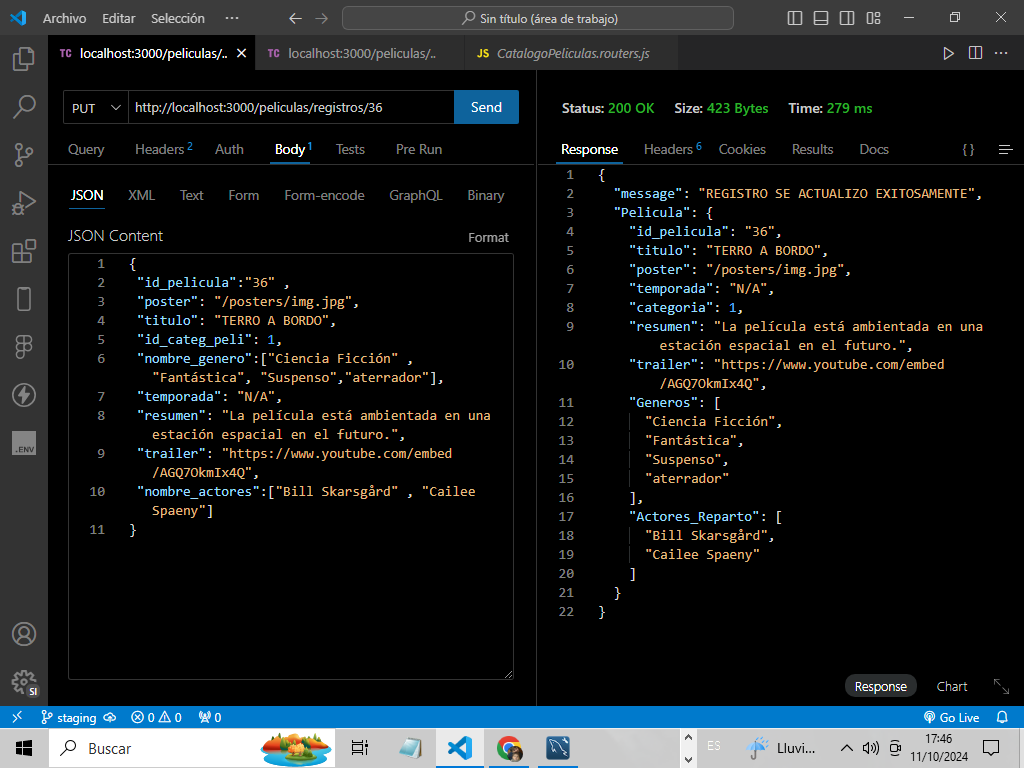 Archivo Editar Selección ··· Sin título (área de trabajo)
TC localhost:3000/peliculas/.. TC localhost:3000/peliculas/.. JS CatalogoPeliculas.routers.js
PUT http://localhost:3000/peliculas/registros/36 Send
Query Headers 2 Auth Body 1 Tests Pre Run
JSON XML Text Form Form-encode GraphQL Binary
JSON Content Format
1 {
2 "id_pelicula":"36" ,
3 "poster": "/posters/img.jpg",
4 "titulo": "TERRO A BORDO",
5 "id_categ_peli": 1,
6 "nombre_genero":["Ciencia Ficción" ,
"Fantástica", "Suspenso","aterrador"],
7 "temporada": "N/A",
8 "resumen": "La película está ambientada en una
estación espacial en el futuro.",
9 "trailer": "https://www.youtube.com/embed
/AGQ7OkmIx4Q",
10 "nombre_actores":["Bill Skarsgård" , "Cailee
Spaeny"]
11 }
Status: 200 OK Size: 423 Bytes Time: 279 ms
Response Headers 6 Cookies Results Docs { }
1 {
2 "message": "REGISTRO SE ACTUALIZO EXITOSAMENTE",
3 "Pelicula": {
4 "id_pelicula": "36",
5 "titulo": "TERRO A BORDO",
6 "poster": "/posters/img.jpg",
7 "temporada": "N/A",
8 "categoria": 1,
9 "resumen": "La película está ambientada en una
estación espacial en el futuro.",
10 "trailer": "https://www.youtube.com/embed
/AGQ7OkmIx4Q",
11 "Generos": [
12 "Ciencia Ficción",
13 "Fantástica",
14 "Suspenso",
15 "aterrador"
16 ],
17 "Actores_Reparto": [
18 "Bill Skarsgård",
19 "Cailee Spaeny"
20 ]
21 }
22 }
Response Chart
.ENV
SI
staging 0 0 0 Go Live
Buscar ES Lluvi... 17:46
11/10/2024